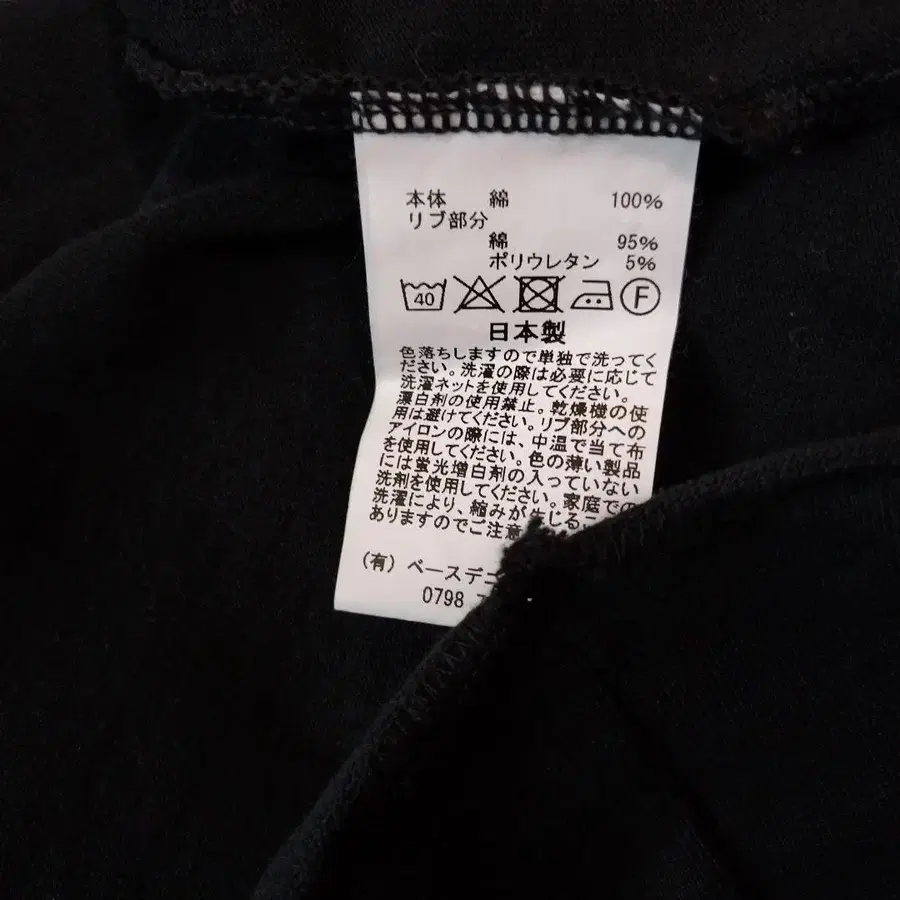 本体 綿 100%
リブ部分
綿 95%
ポリウレタン 5%
40 F
日本製
色落ちしますので単独で洗ってく
ださい。洗濯の際は必要に応じて
洗濯ネットを使用してください。
漂白剤の使用禁止。乾燥機の使
用は避けてください。リブ部分への
アイロンの際には、中温で当て布
を使用してください。色の薄い製品
には蛍光増白剤の入っていない
洗剤を使用してください。家庭での
洗濯により、縮みが生じるこ
ありますのでご注意
(有) ベースデ
0798